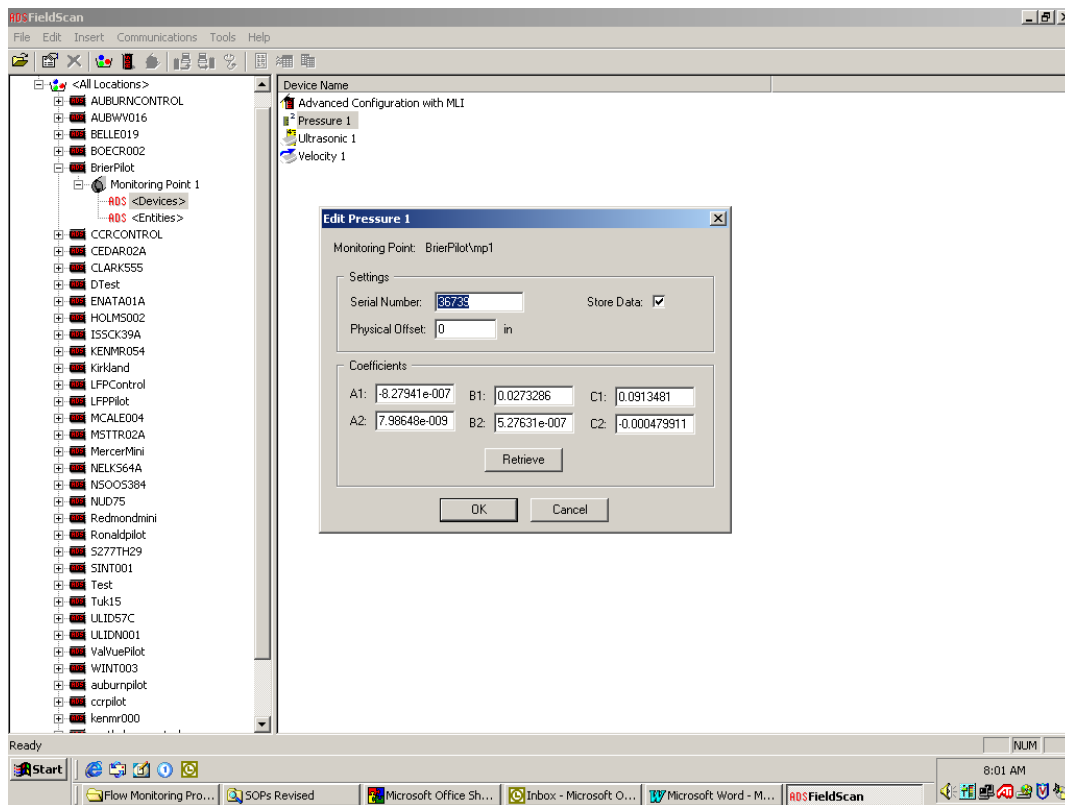 ADSFieldScan
File Edit Insert Communications Tools Help
<All Locations>
AUBURNCONTROL
AUBWV016
BELLE019
BOECR002
BrierPilot
Monitoring Point 1
ADS <Devices>
ADS <Entities>
CCRCONTROL
CEDAR02A
CLARK555
DTest
ENATA01A
HOLMS002
ISSCK39A
KENMR054
Kirkland
LFPControl
LFPPilot
MCALE004
MSTTR02A
MercerMini
NELKS64A
NSOOS384
NUD75
Redmondmini
Ronaldpilot
S277TH29
SINT001
Test
Tuk15
ULID57C
ULIDN001
ValVuePilot
WINT003
auburnpilot
ccrpilot
kenmr000
Device Name
Advanced Configuration with MLI
Pressure 1
Ultrasonic 1
Velocity 1
Edit Pressure 1
Monitoring Point: BrierPilot\mp1
Settings
Serial Number: 36739 Store Data:
Physical Offset: 0 in
Coefficients
A1: -8.27941e-007 B1: 0.0273286 C1: 0.0913481
A2: 7.98648e-009 B2: 5.27631e-007 C2: -0.000479911
Retrieve
OK Cancel
Ready NUM
Start 8:01 AM
Flow Monitoring Pro... SOPs Revised Microsoft Office Sh... Inbox - Microsoft O... Microsoft Word - M... ADSFieldScan